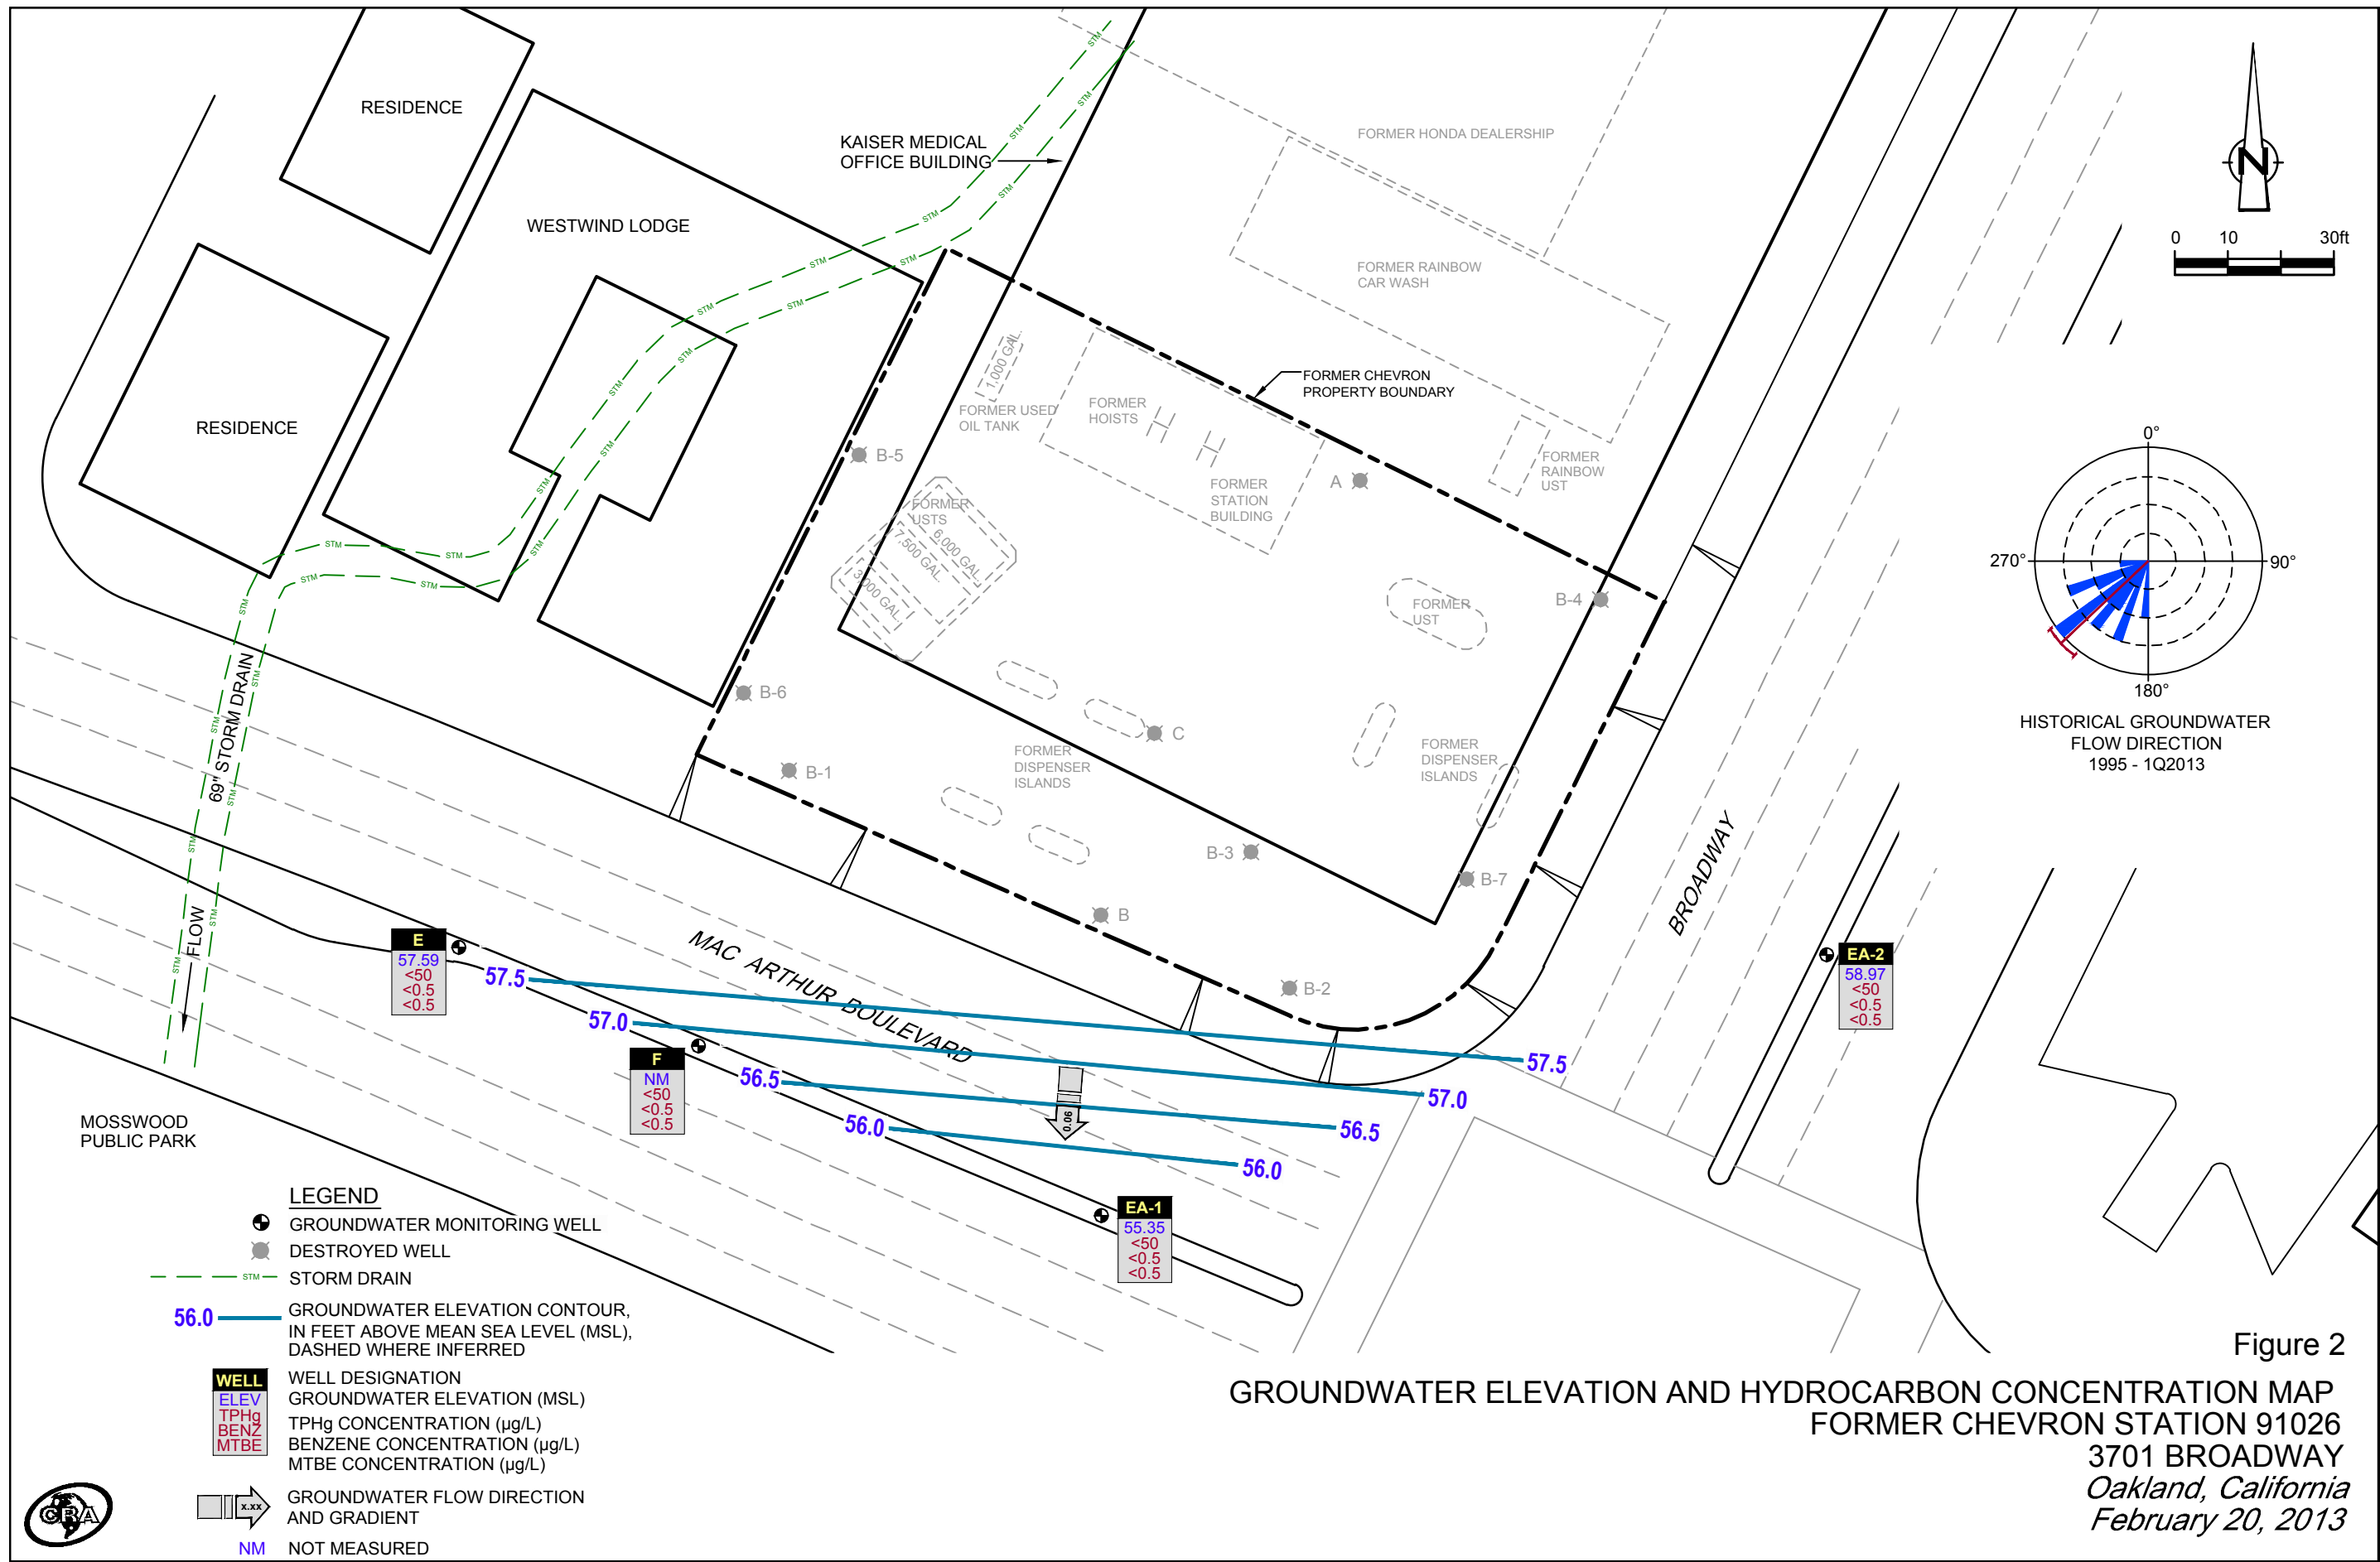 RESIDENCE
KAISER MEDICAL
OFFICE BUILDING
FORMER HONDA DEALERSHIP
N
0 10 30ft
WESTWIND LODGE
FORMER RAINBOW
CAR WASH
FORMER CHEVRON
PROPERTY BOUNDARY
1,000 GAL.
FORMER USED
OIL TANK
FORMER
HOISTS
RESIDENCE
B-5
FORMER
STATION
BUILDING
A
FORMER
RAINBOW
UST
FORMER
USTS
6,000 GAL.
7,500 GAL
3,000 GAL
FORMER
UST
B-4
0°
270°
90°
180°
HISTORICAL GROUNDWATER
FLOW DIRECTION
1995 - 1Q2013
STM
69" STORM DRAIN
FLOW
B-6
C
B-1
FORMER
DISPENSER
ISLANDS
FORMER
DISPENSER
ISLANDS
B-3
B-7
B
B-2
BROADWAY
MAC ARTHUR BOULEVARD
E
57.59
<50
<0.5
<0.5
EA-2
58.97
<50
<0.5
<0.5
57.5
57.0
56.5
56.0
57.5
57.0
56.5
56.0
0.06
F
NM
<50
<0.5
<0.5
EA-1
55.35
<50
<0.5
<0.5
MOSSWOOD
PUBLIC PARK
LEGEND
GROUNDWATER MONITORING WELL
DESTROYED WELL
STM STORM DRAIN
56.0 GROUNDWATER ELEVATION CONTOUR,
IN FEET ABOVE MEAN SEA LEVEL (MSL),
DASHED WHERE INFERRED
WELL WELL DESIGNATION
ELEV GROUNDWATER ELEVATION (MSL)
TPHg TPHg CONCENTRATION (µg/L)
BENZ BENZENE CONCENTRATION (µg/L)
MTBE MTBE CONCENTRATION (µg/L)
x.xx GROUNDWATER FLOW DIRECTION
AND GRADIENT
NM NOT MEASURED
CRA
Figure 2
GROUNDWATER ELEVATION AND HYDROCARBON CONCENTRATION MAP
FORMER CHEVRON STATION 91026
3701 BROADWAY
Oakland, California
February 20, 2013